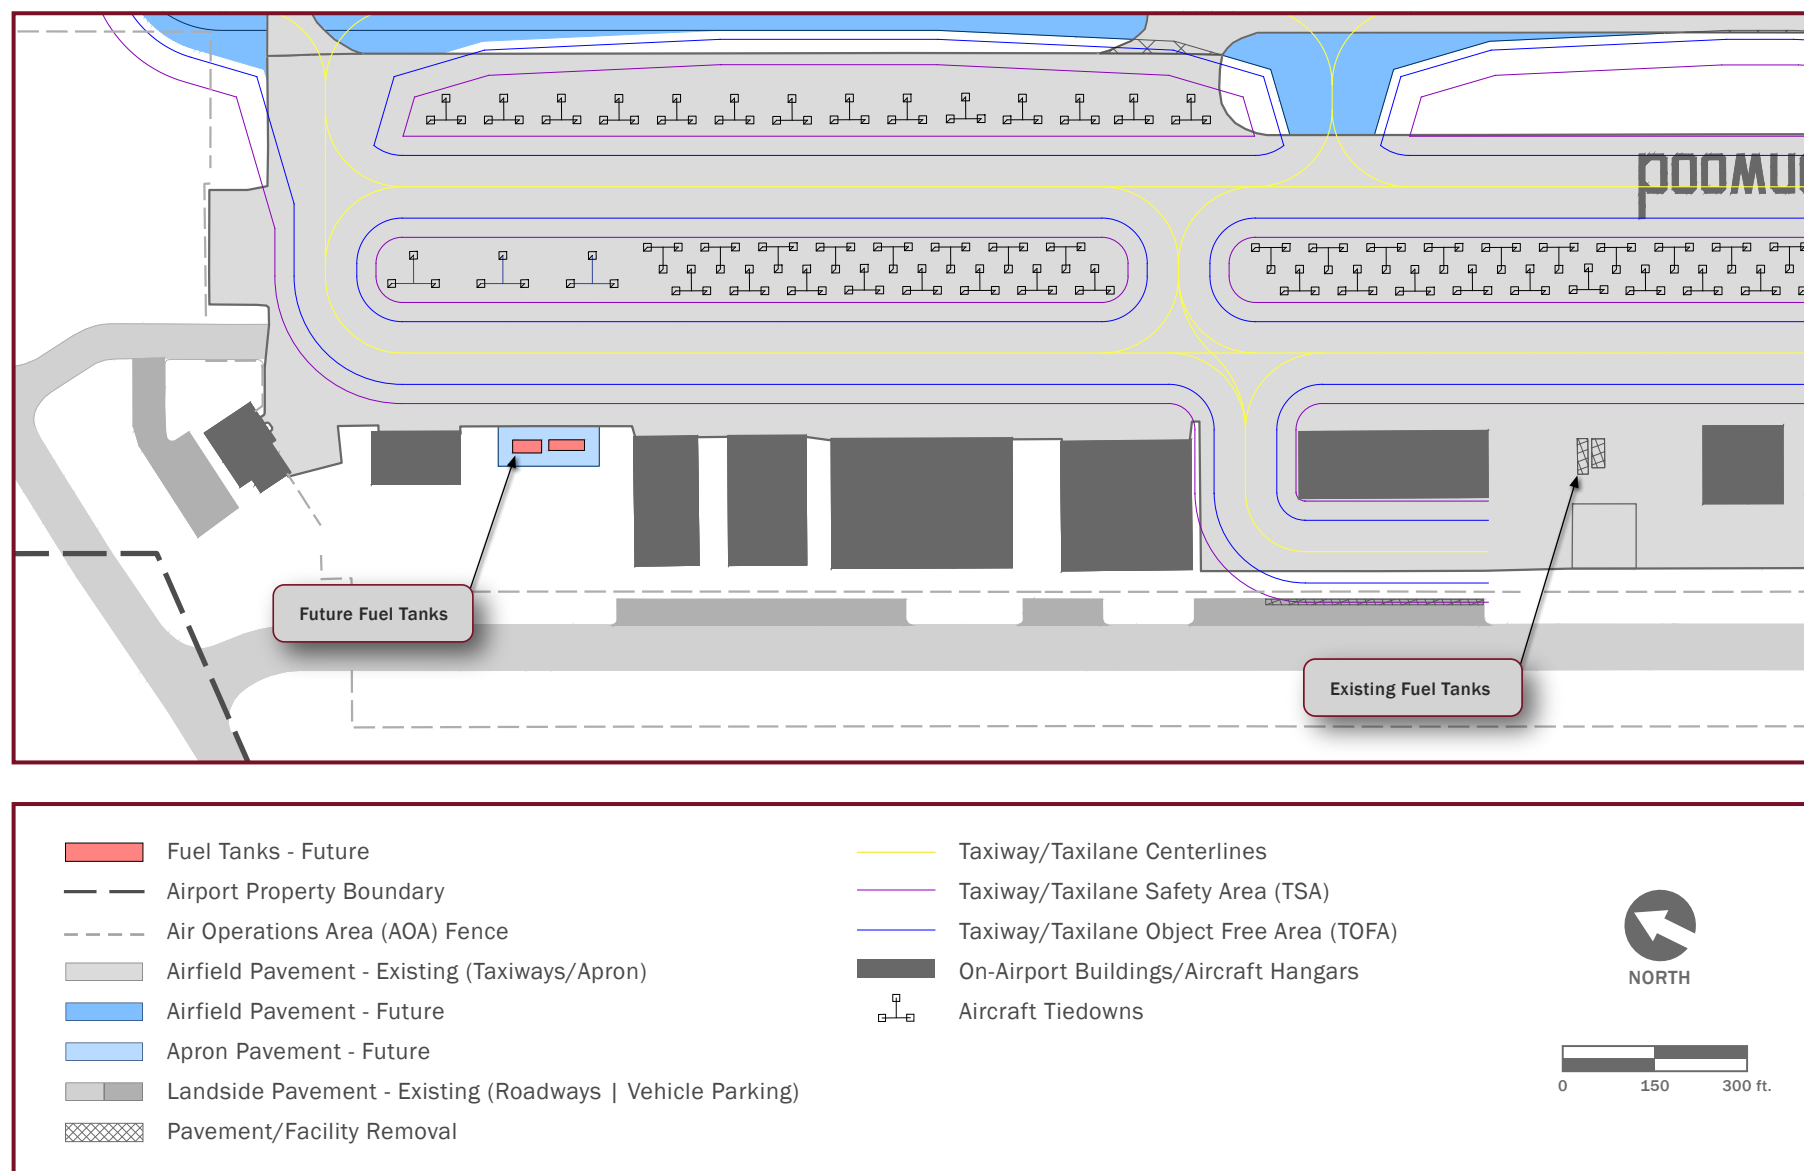 Future Fuel Tanks
Existing Fuel Tanks
Fuel Tanks - Future
Airport Property Boundary
Air Operations Area (AOA) Fence
Airfield Pavement - Existing (Taxiways/Apron)
Airfield Pavement - Future
Apron Pavement - Future
Landside Pavement - Existing (Roadways | Vehicle Parking)
Pavement/Facility Removal
Taxiway/Taxilane Centerlines
Taxiway/Taxilane Safety Area (TSA)
Taxiway/Taxilane Object Free Area (TOFA)
On-Airport Buildings/Aircraft Hangars
Aircraft Tiedowns
NORTH
0 150 300 ft.